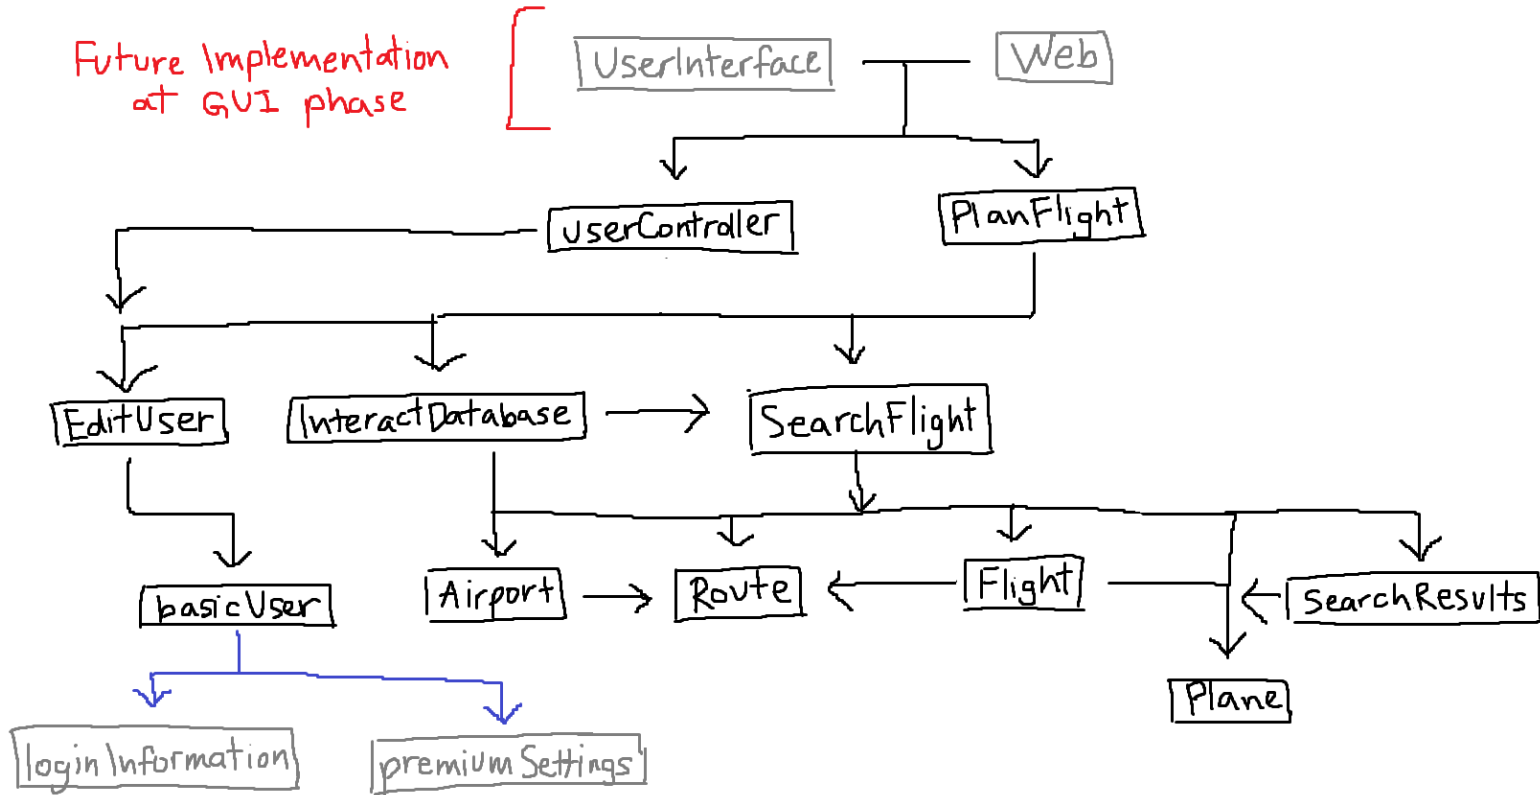 Future Implementation
at GUI phase
UserInterface
Web
userController
PlanFlight
EditUser
InteractDatabase
SearchFlight
basicUser
Airport
Route
Flight
SearchResults
Plane
loginInformation
premiumSettings